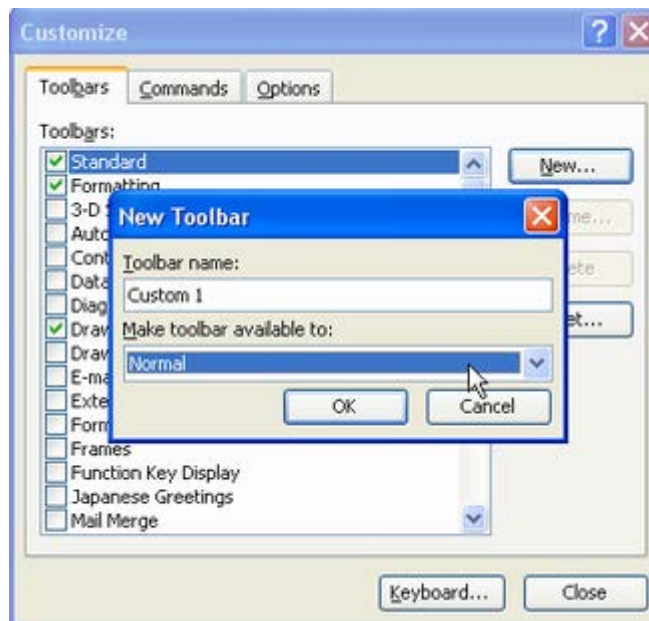 Customize
Toolbars Commands Options
Toolbars:
Standard
New...
Formatting
New Toolbar
Toolbar name:
Custom 1
Make toolbar available to:
Normal
OK Cancel
Frames
Function Key Display
Japanese Greetings
Mail Merge
Keyboard... Close